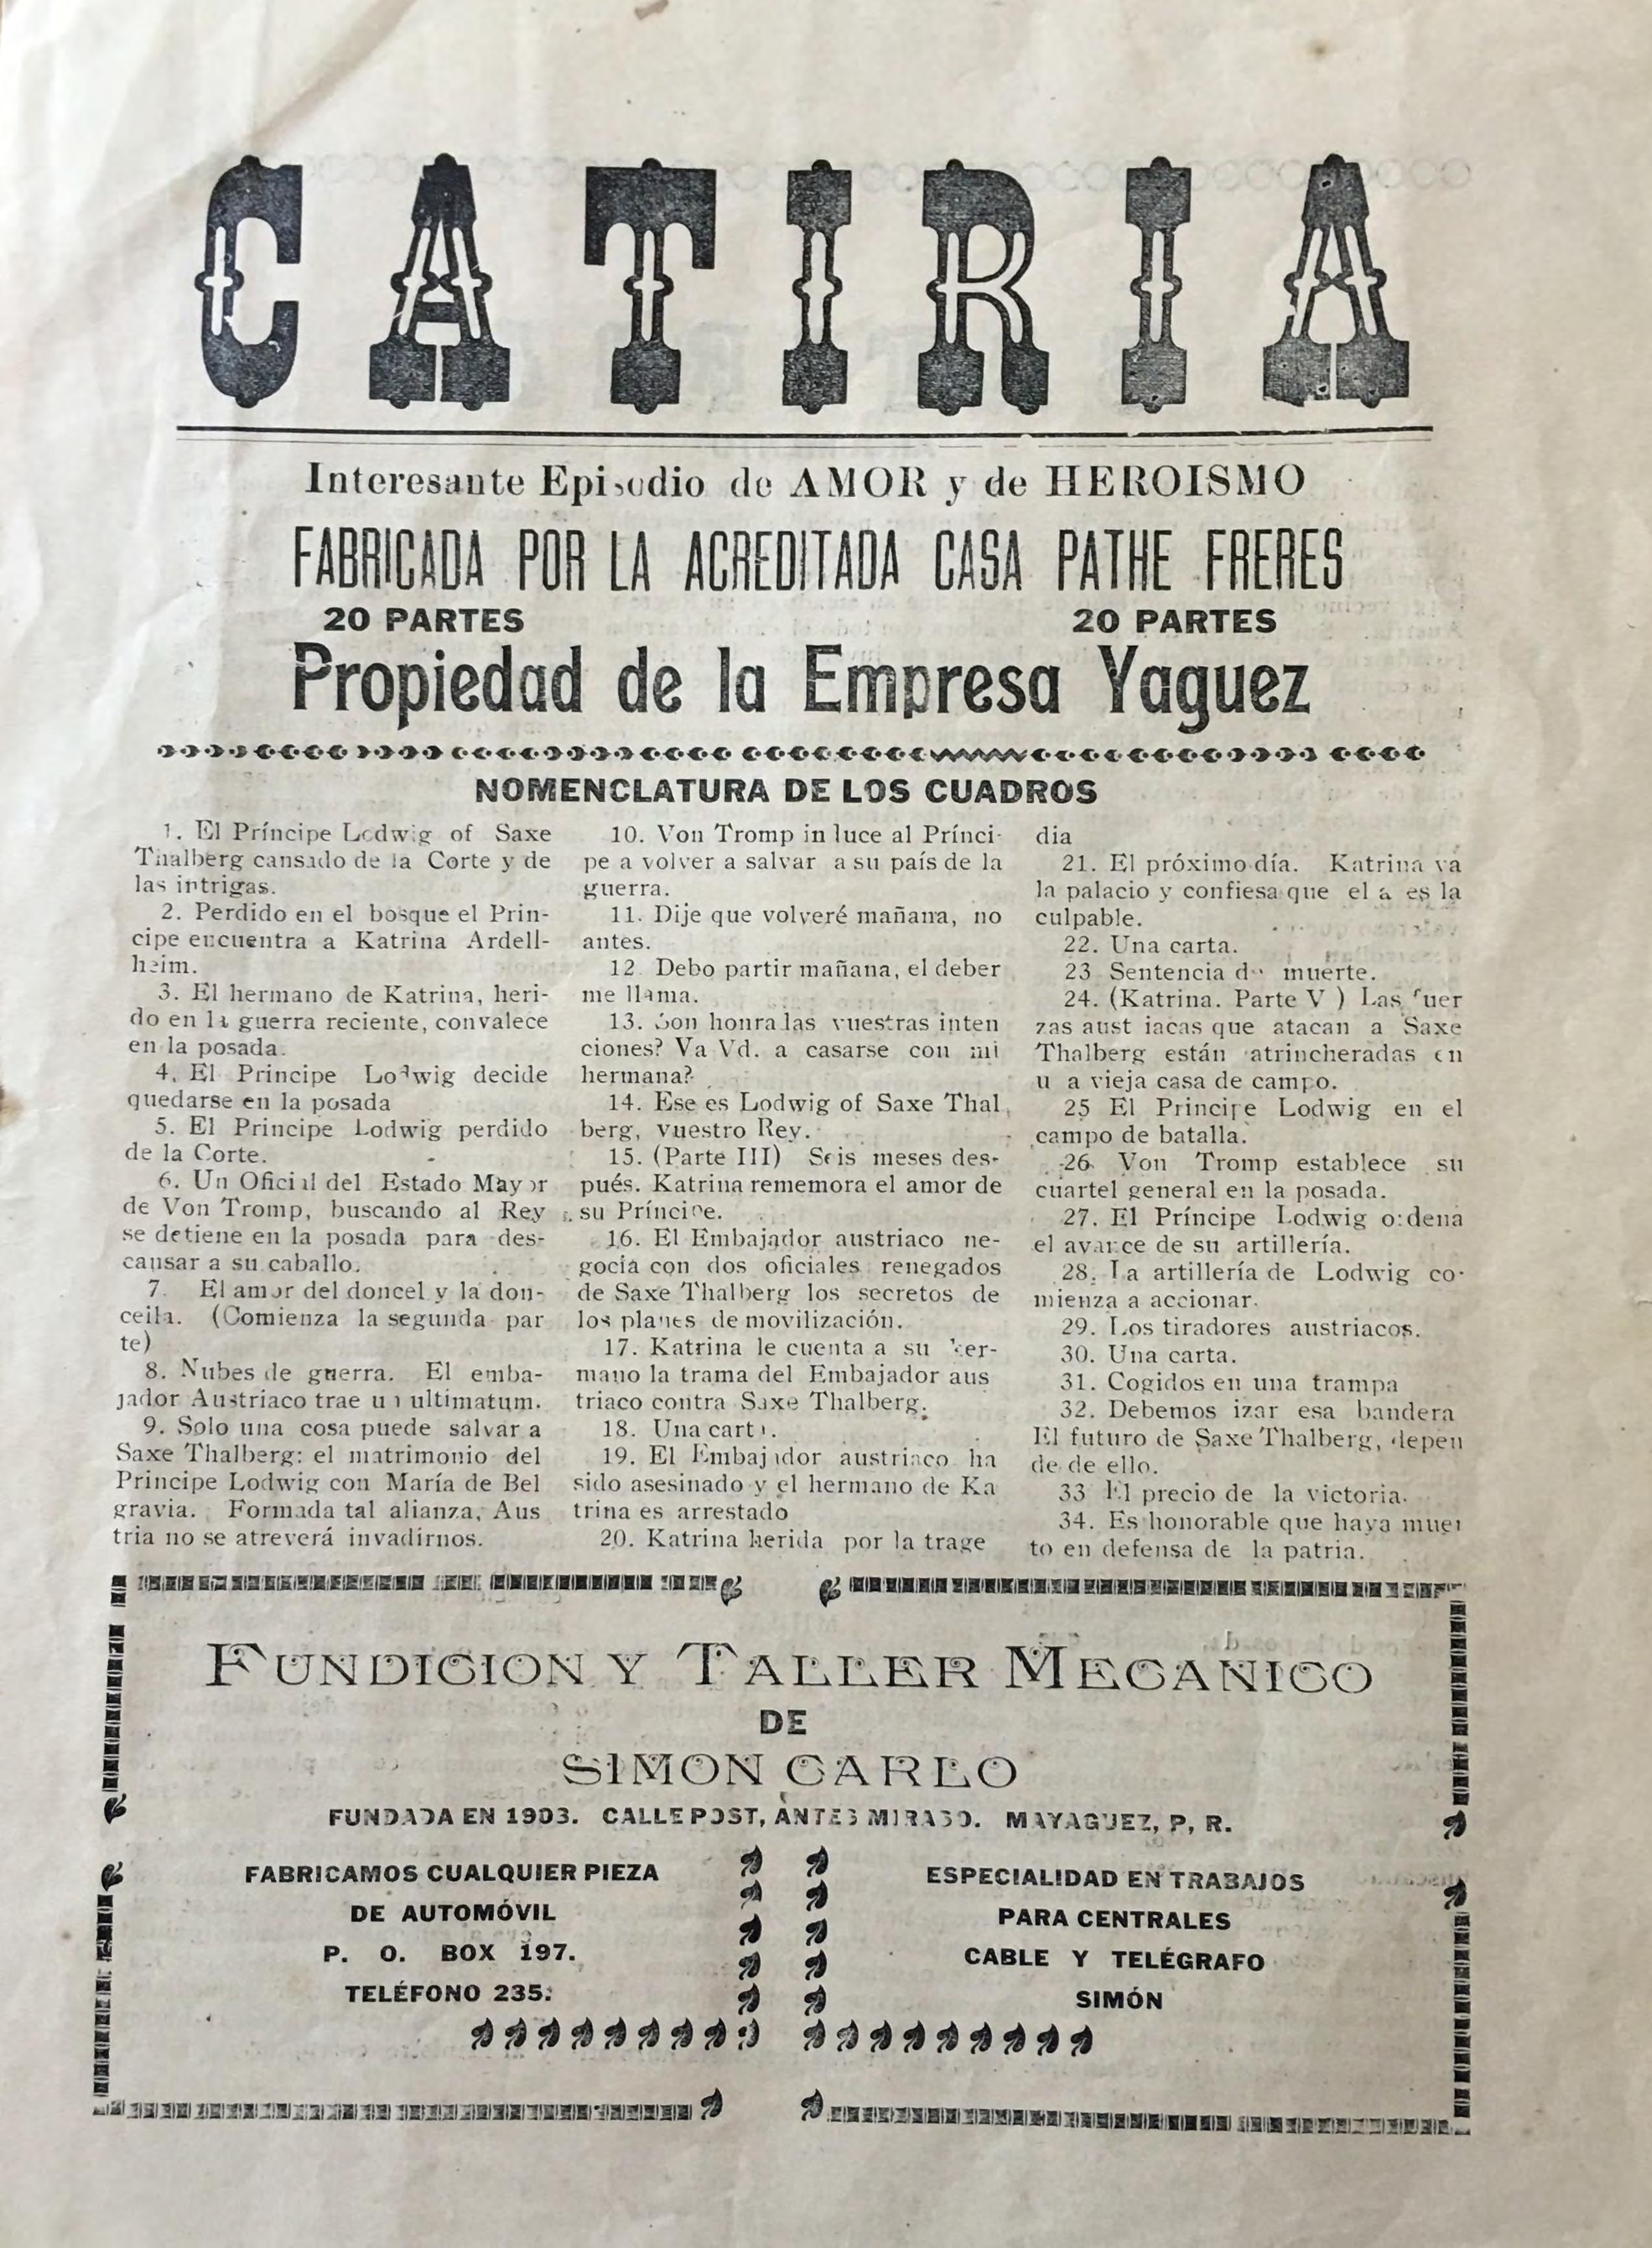 CATIRIA
Interesante Episodio de AMOR y de HEROISMO
FABRICADA POR LA ACREDITADA CASA PATHE FRERES
20 PARTES 20 PARTES
Propiedad de la Empresa Yaguez
NOMENCLATURA DE LOS CUADROS
1. El Príncipe Lodwig of Saxe
Thalberg cansado de la Corte y de
las intrigas.
2. Perdido en el bosque el Prin-
cipe encuentra a Katrina Ardell-
heim.
3. El hermano de Katrina, heri-
do en la guerra reciente, convalece
en la posada.
4. El Principe Lodwig decide
quedarse en la posada
5. El Principe Lodwig perdido
de la Corte.
6. Un Oficial del Estado Mayor
de Von Tromp, buscando al Rey
se detiene en la posada para des-
causar a su caballo.
7. El amor del doncel y la don-
cella. (Comienza la segunda par
te)
8. Nubes de guerra. El emba-
jador Austriaco trae un ultimatum.
9. Solo una cosa puede salvar a
Saxe Thalberg: el matrimonio del
Principe Lodwig con María de Bel
gravia. Formada tal alianza, Aus
tria no se atreverá invadirnos.
10. Von Tromp in luce al Prínci-
pe a volver a salvar a su país de la
guerra.
11. Dije que volveré mañana, no
antes.
12 Debo partir mañana, el deber
me llama.
13. Son honradas vuestras inten
ciones? Va Vd. a casarse con mi
hermana?
14. Ese es Lodwig of Saxe Thal
berg, vuestro Rey.
15. (Parte III) Seis meses des-
pués. Katrina rememora el amor de
su Príncipe.
16. El Embajador austriaco ne-
gocia con dos oficiales renegados
de Saxe Thalberg los secretos de
los planes de movilización.
17. Katrina le cuenta a su her-
mano la trama del Embajador aus
triaco contra Saxe Thalberg.
18. Una carta.
19. El Embajador austriaco ha
sido asesinado y el hermano de Ka
trina es arrestado
20. Katrina herida por la trage
dia
21. El próximo día. Katrina va
la palacio y confiesa que el a es la
culpable.
22. Una carta.
23 Sentencia de muerte.
24. (Katrina. Parte V ) Las fuer
zas aust iacas que atacan a Saxe
Thalberg están atrincheradas en
u a vieja casa de campo.
25 El Principe Lodwig en el
campo de batalla.
26 Von Tromp establece su
cuartel general en la posada.
27. El Príncipe Lodwig ordena
el avance de su artillería.
28. La artillería de Lodwig co-
mienza a accionar.
29. Los tiradores austriacos.
30. Una carta.
31. Cogidos en una trampa
32. Debemos izar esa bandera
El futuro de Saxe Thalberg, depen
de de ello.
33 El precio de la victoria.
34. Es honorable que haya muer
to en defensa de la patria.
FUNDICION Y TALLER MECANICO
DE
SIMON CARLO
FUNDADA EN 1903. CALLE POST, ANTES MIRASO. MAYAGUEZ, P, R.
FABRICAMOS CUALQUIER PIEZA
DE AUTOMÓVIL
P. O. BOX 197.
TELÉFONO 235.
ESPECIALIDAD EN TRABAJOS
PARA CENTRALES
CABLE Y TELÉGRAFO
SIMÓN